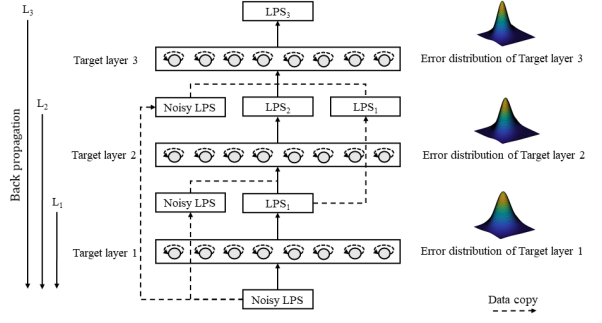 L3
LPS3
Target layer 3
Error distribution of Target layer 3
Back propagation
L2
Noisy LPS
LPS2
LPS1
Target layer 2
Error distribution of Target layer 2
L1
Noisy LPS
LPS1
Target layer 1
Error distribution of Target layer 1
Noisy LPS
Data copy